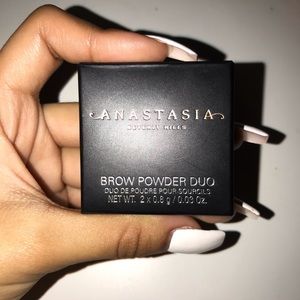 ANASTASIA
BEVERLY HILLS
BROW POWDER DUO
DUO DE POUDRE POUR SOURCILS
NET WT. 2 x 0.8 g / 0.03 Oz.